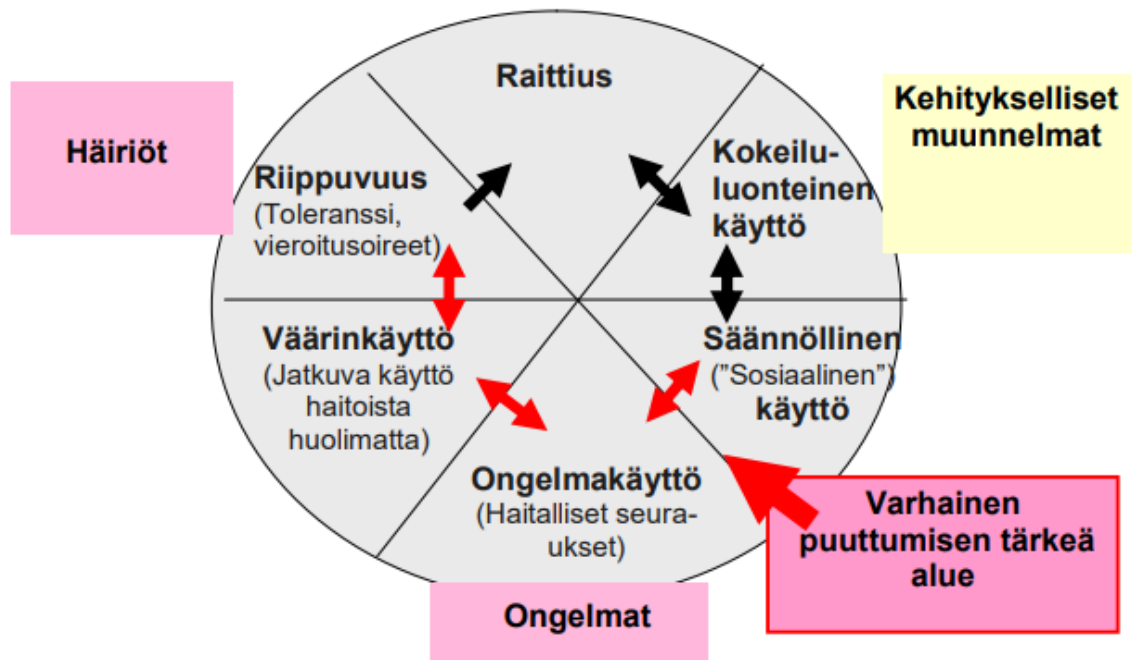 Raittius
Häiriöt
Kehitykselliset
muunnelmat
Riippuvuus
(Toleranssi,
vieroitusoireet)
Kokeilu-
luonteinen
käyttö
Väärinkäyttö
(Jatkuva käyttö
haitoista
huolimatta)
Säännöllinen
("Sosiaalinen")
käyttö
Ongelmakäyttö
(Haitalliset seura-
ukset)
Varhainen
puuttumisen tärkeä
alue
Ongelmat